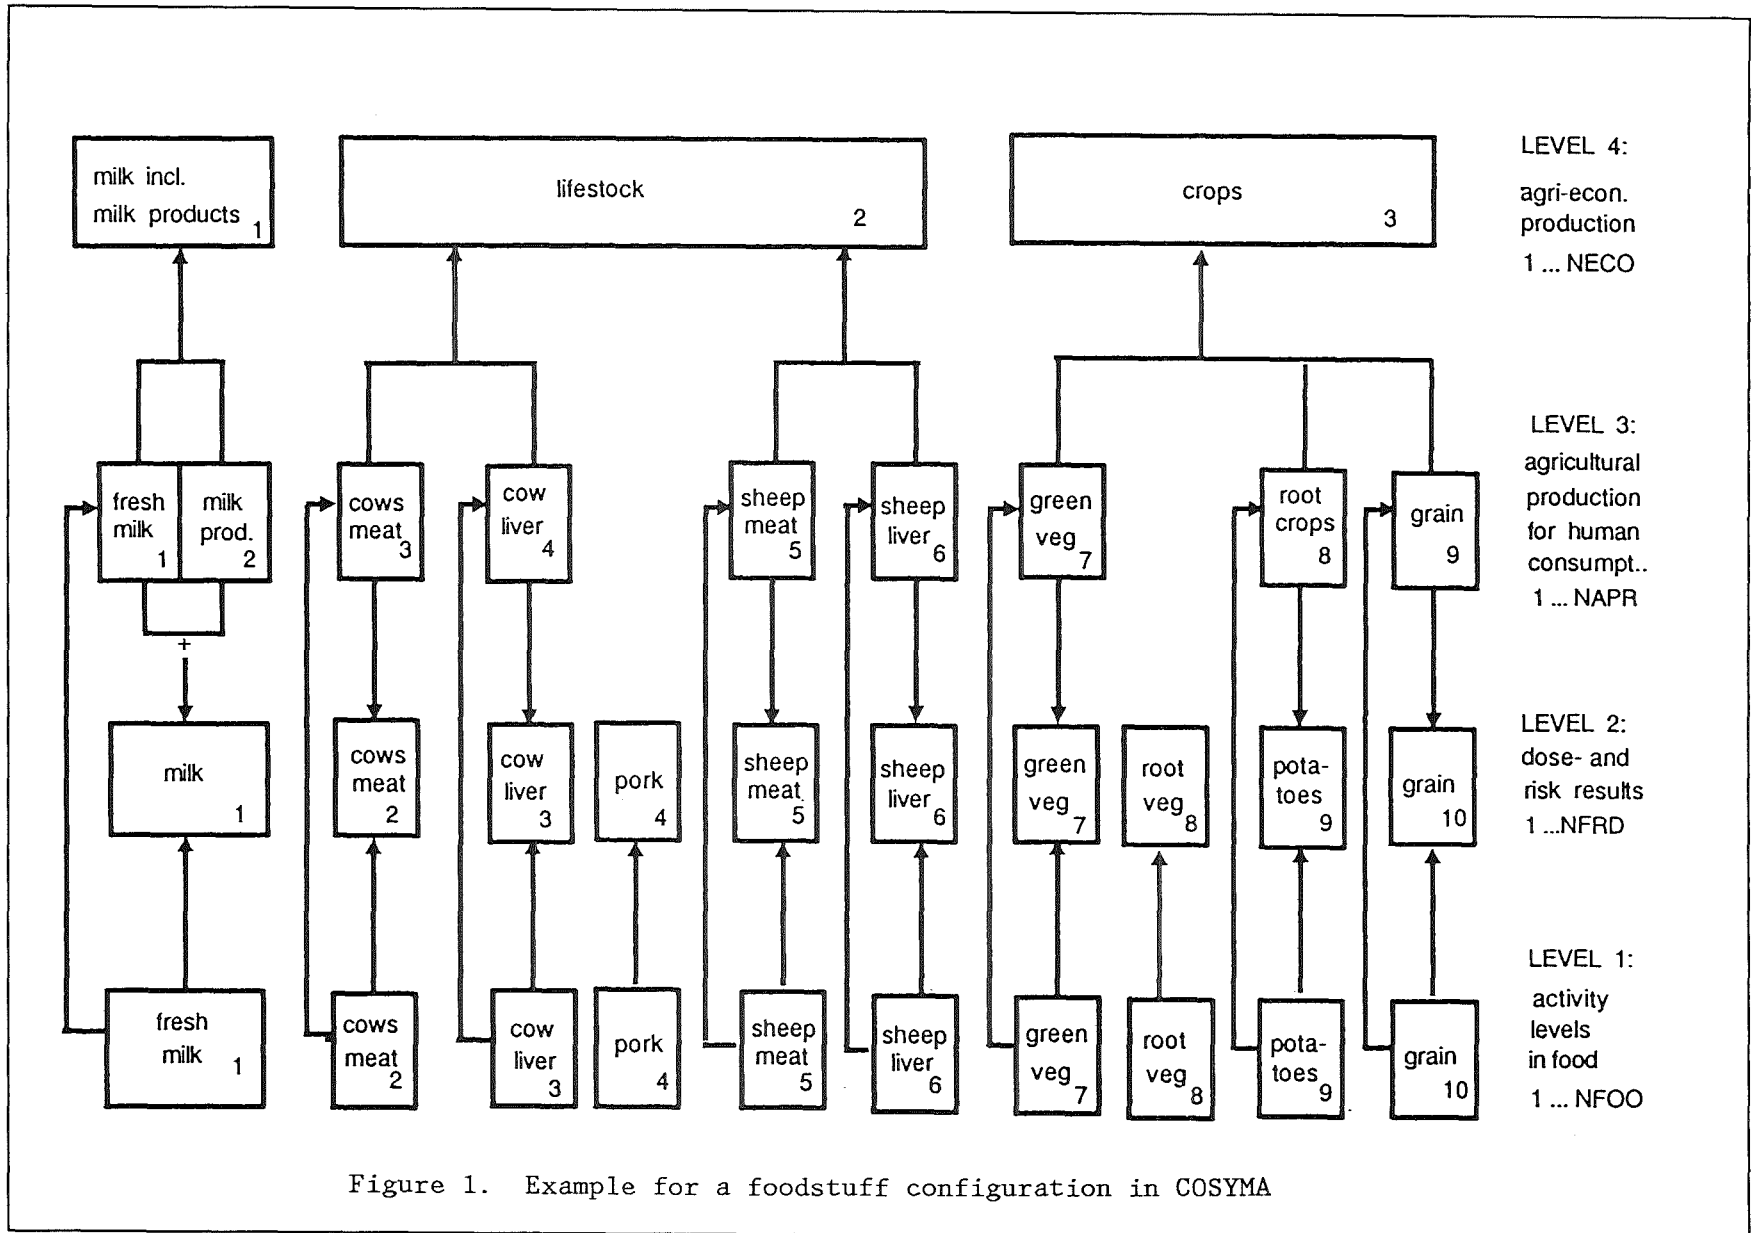 milk incl.
milk products 1
lifestock
2
crops
3
LEVEL 4:
agri-econ.
production
1 ... NECO
fresh
milk
1
milk
prod.
2
cows
meat
3
cow
liver
4
sheep
meat
5
sheep
liver
6
green
veg
7
root
crops
8
grain
9
LEVEL 3:
agricultural
production
for human
consumpt..
1 ... NAPR
+
milk
1
cows
meat
2
cow
liver
3
pork
4
sheep
meat
5
sheep
liver
6
green
veg
7
root
veg
8
pota-
toes
9
grain
10
LEVEL 2:
dose- and
risk results
1 ...NFRD
fresh
milk
1
cows
meat
2
cow
liver
3
pork
4
sheep
meat
5
sheep
liver
6
green
veg
7
root
veg
8
pota-
toes
9
grain
10
LEVEL 1:
activity
levels
in food
1 ... NFOO
Figure 1. Example for a foodstuff configuration in COSYMA